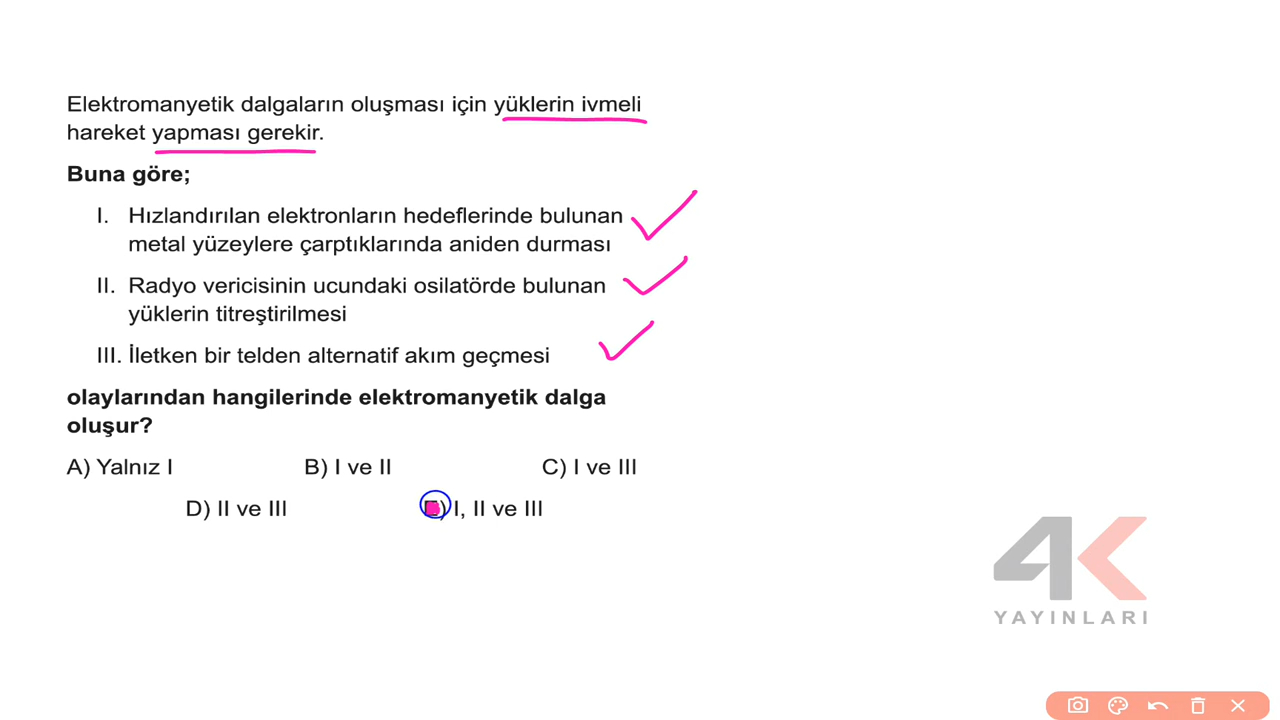 Elektromanyetik dalgaların oluşması için yüklerin ivmeli
hareket yapması gerekir.
Buna göre;
I. Hızlandırılan elektronların hedeflerinde bulunan
metal yüzeylere çarptıklarında aniden durması
II. Radyo vericisinin ucundaki osilatörde bulunan
yüklerin titreştirilmesi
III. İletken bir telden alternatif akım geçmesi
olaylarından hangilerinde elektromanyetik dalga
oluşur?
A) Yalnız I B) I ve II C) I ve III
D) II ve III E) I, II ve III
4K
YAYINLARI